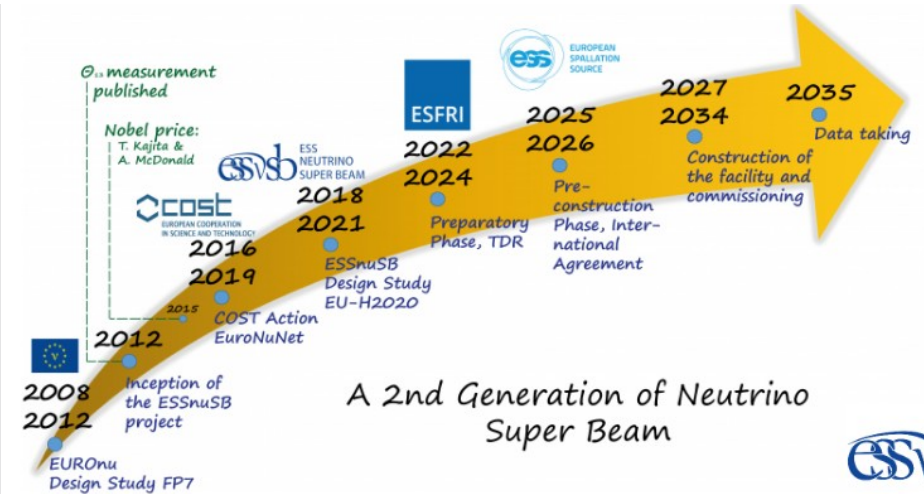 Θ₁₃ measurement
published
Nobel price:
T. Kajita &
A. McDonald
COST
EUROPEAN COOPERATION
IN SCIENCE AND TECHNOLOGY
essνsb
ESS
NEUTRINO
SUPER BEAM
ESFRI
ess
EUROPEAN
SPALLATION
SOURCE
2008
2012
EUROnu
Design Study FP7
2012
Inception of
the ESSnuSB
project
2015
2016
2019
COST Action
EuroNuNet
2018
2021
ESSnuSB
Design Study
EU-H2020
2022
2024
Preparatory
Phase, TDR
2025
2026
Pre-
construction
Phase, Inter-
national
Agreement
2027
2034
Construction of
the facility and
commissioning
2035
Data taking
A 2nd Generation of Neutrino
Super Beam
essν